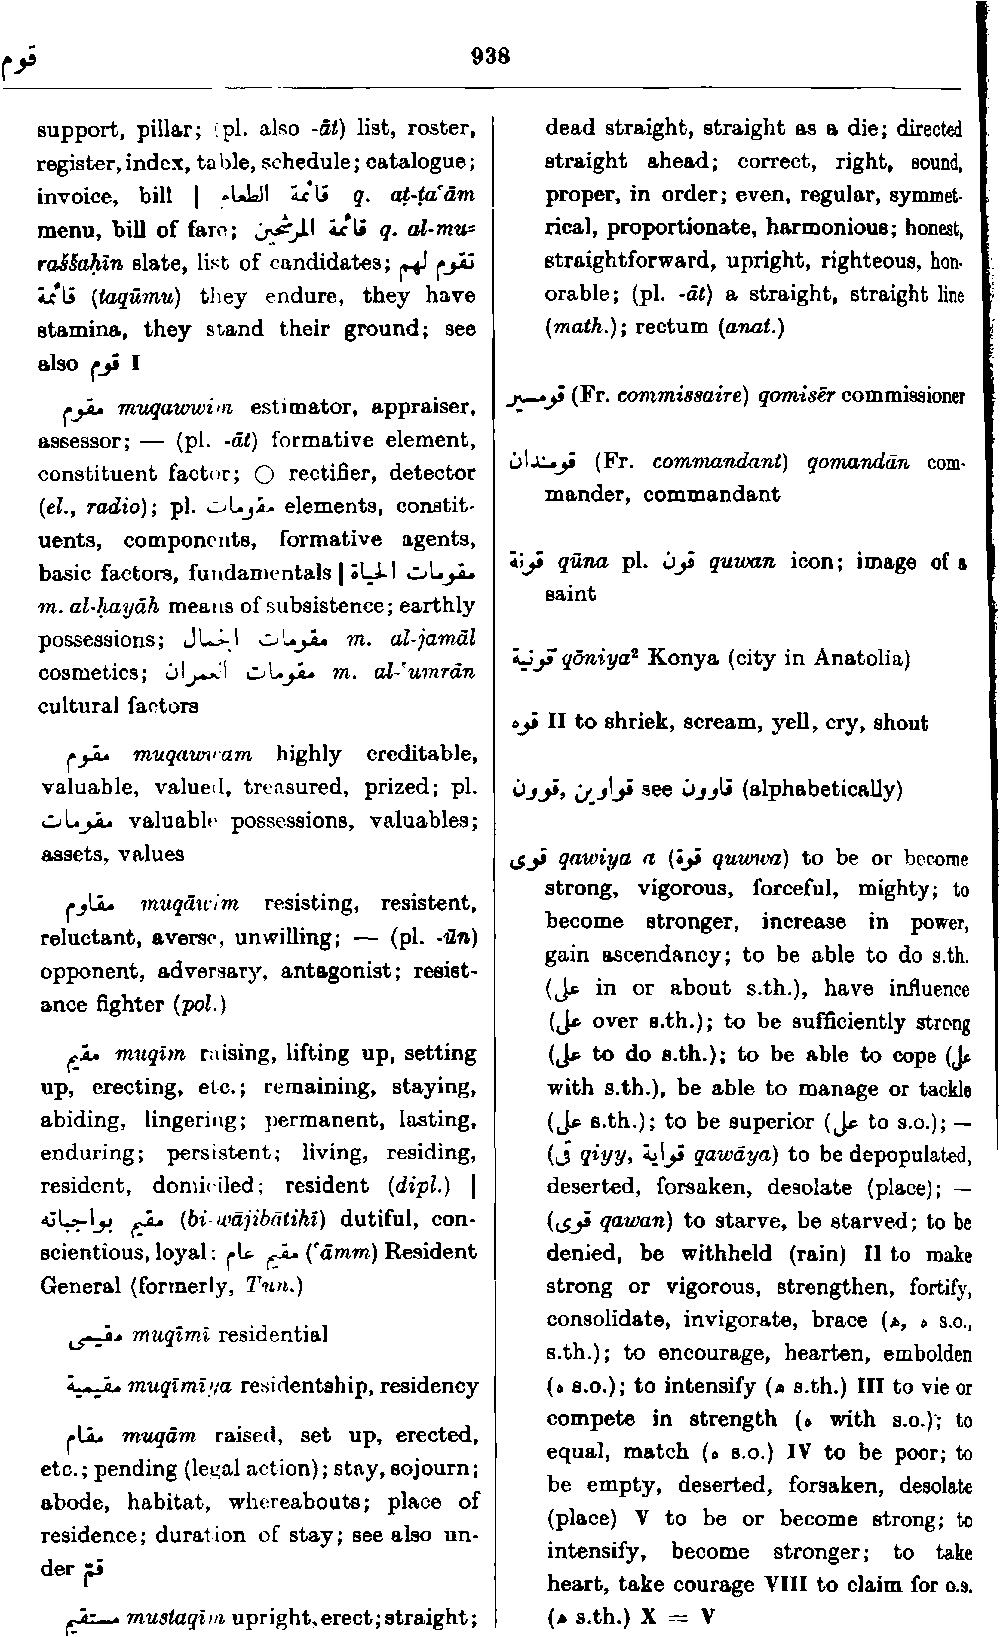 قوم
938
support, pillar; (pl. also -āt) list, roster,
register, index, table, schedule; catalogue;
invoice, bill | قائمة الطعام q. aṭ-ṭaʿām
menu, bill of fare; قائمة المرشحين q. al-mu-
raššaḥīn slate, list of candidates; تقوم لهم
قائمة (taqūmu) they endure, they have
stamina, they stand their ground; see
also قوم I
مقوم muqawwim estimator, appraiser,
assessor; — (pl. -āt) formative element,
constituent factor; ○ rectifier, detector
(el., radio); pl. مقومات elements, constit-
uents, components, formative agents,
basic factors, fundamentals | مقومات الحياة
m. al-ḥayāh means of subsistence; earthly
possessions; مقومات الجمال m. al-jamāl
cosmetics; مقومات العمران m. al-ʿumrān
cultural factors
مقوم muqawwam highly creditable,
valuable, valued, treasured, prized; pl.
مقومات valuable possessions, valuables;
assets, values
مقاوم muqāwim resisting, resistent,
reluctant, averse, unwilling; — (pl. -ūn)
opponent, adversary, antagonist; resist-
ance fighter (pol.)
مقيم muqīm raising, lifting up, setting
up, erecting, etc.; remaining, staying,
abiding, lingering; permanent, lasting,
enduring; persistent; living, residing,
resident, domiciled; resident (dipl.) |
مقيم بواجباته (bi-wājibātihī) dutiful, con-
scientious, loyal; مقيم عام (ʿāmm) Resident
General (formerly, Tun.)
مقيمى muqīmī residential
مقيمية muqīmīya residentship, residency
مقام muqām raised, set up, erected,
etc.; pending (legal action); stay, sojourn;
abode, habitat, whereabouts; place of
residence; duration of stay; see also un-
der قم
مستقيم mustaqīm upright, erect; straight;
dead straight, straight as a die; directed
straight ahead; correct, right, sound,
proper, in order; even, regular, symmet-
rical, proportionate, harmonious; honest,
straightforward, upright, righteous, hon-
orable; (pl. -āt) a straight, straight line
(math.); rectum (anat.)
قومسير (Fr. commissaire) qomisēr commissioner
قومندان (Fr. commandant) qomandān com-
mander, commandant
قونة qūna pl. قون quwan icon; image of a
saint
قونية qōniya² Konya (city in Anatolia)
قوه II to shriek, scream, yell, cry, shout
قوون, قواوين see قاوون (alphabetically)
قوى qawiya a (قوة quwwa) to be or become
strong, vigorous, forceful, mighty; to
become stronger, increase in power,
gain ascendancy; to be able to do s.th.
(على in or about s.th.), have influence
(على over s.th.); to be sufficiently strong
(على to do s.th.); to be able to cope (على
with s.th.), be able to manage or tackle
(على s.th.); to be superior (على to s.o.); —
(قى qiyy, قواية qawāya) to be depopulated,
deserted, forsaken, desolate (place); —
(قوى qawan) to starve, be starved; to be
denied, be withheld (rain) II to make
strong or vigorous, strengthen, fortify,
consolidate, invigorate, brace (ه, ه s.o.,
s.th.); to encourage, hearten, embolden
(ه s.o.); to intensify (ه s.th.) III to vie or
compete in strength (ه with s.o.); to
equal, match (ه s.o.) IV to be poor; to
be empty, deserted, forsaken, desolate
(place) V to be or become strong; to
intensify, become stronger; to take
heart, take courage VIII to claim for o.s.
(ه s.th.) X = V